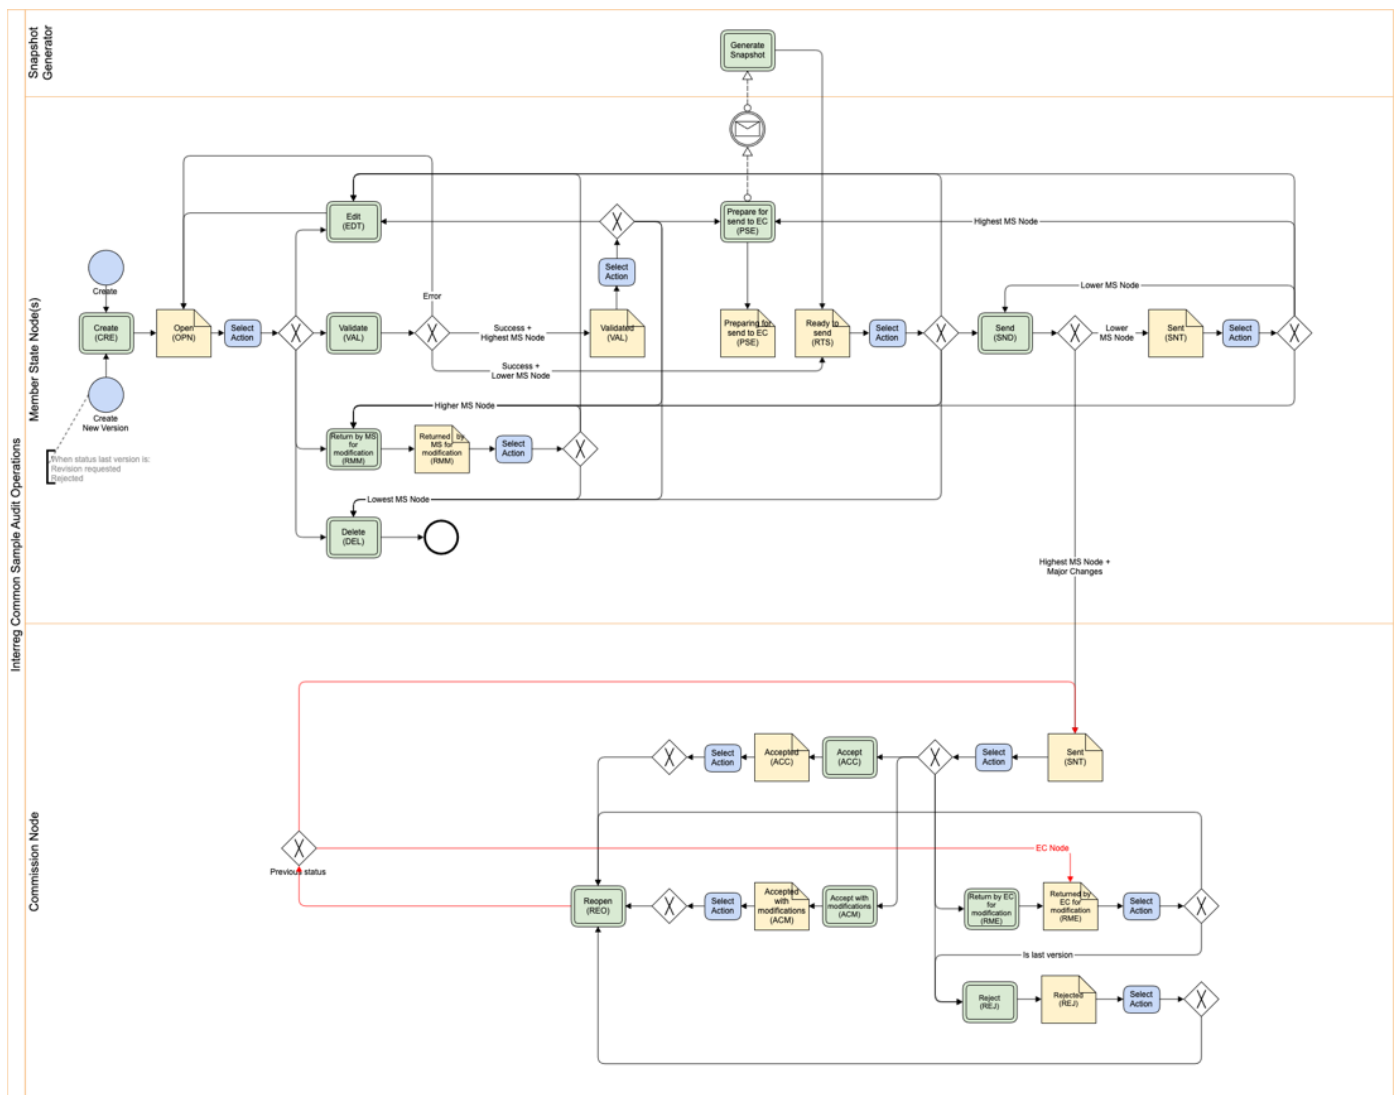 Interreg Common Sample Audit Operations
Snapshot
Generator
Generate
Snapshot
Member State Node(s)
Edit
(EDT)
Prepare for
send to EC
(PSE)
Highest MS Node
Select
Action
Create
Lower MS Node
Error
Create
(CRE)
Open
(OPN)
Select
Action
Validate
(VAL)
Success +
Highest MS Node
Validated
(VAL)
Preparing for
send to EC
(PSE)
Ready to
send
(RTS)
Select
Action
Send
(SND)
Lower
MS Node
Sent
(SNT)
Select
Action
Success +
Lower MS Node
Create
New Version
Higher MS Node
When status last version is:
Revision requested
Rejected
Return by MS
for
modification
(RMM)
Returned by
MS for
modification
(RMM)
Select
Action
Lowest MS Node
Delete
(DEL)
Highest MS Node +
Major Changes
Commission Node
Select
Action
Accepted
(ACC)
Accept
(ACC)
Select
Action
Sent
(SNT)
EC Node
Previous status
Reopen
(REO)
Select
Action
Accepted
with
modifications
(ACM)
Accept with
modifications
(ACM)
Return by EC
for
modification
(RME)
Returned by
EC for
modification
(RME)
Select
Action
Is last version
Reject
(REJ)
Rejected
(REJ)
Select
Action